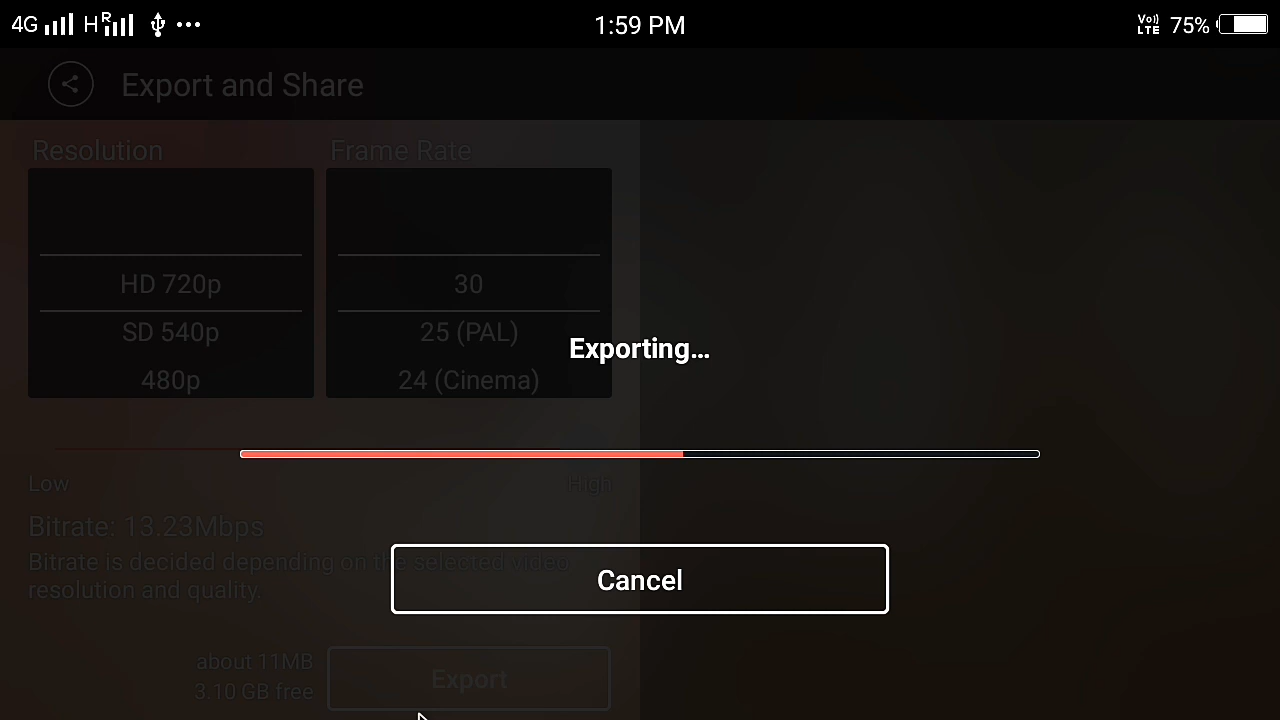 4G H R 1:59 PM Vo)) LTE 75%
Export and Share
Resolution Frame Rate
HD 720p 30
SD 540p 25 (PAL)
480p 24 (Cinema)
Exporting...
Low High
Bitrate: 13.23Mbps
Bitrate is decided depending on the selected video
resolution and quality.
Cancel
about 11MB
3.10 GB free
Export